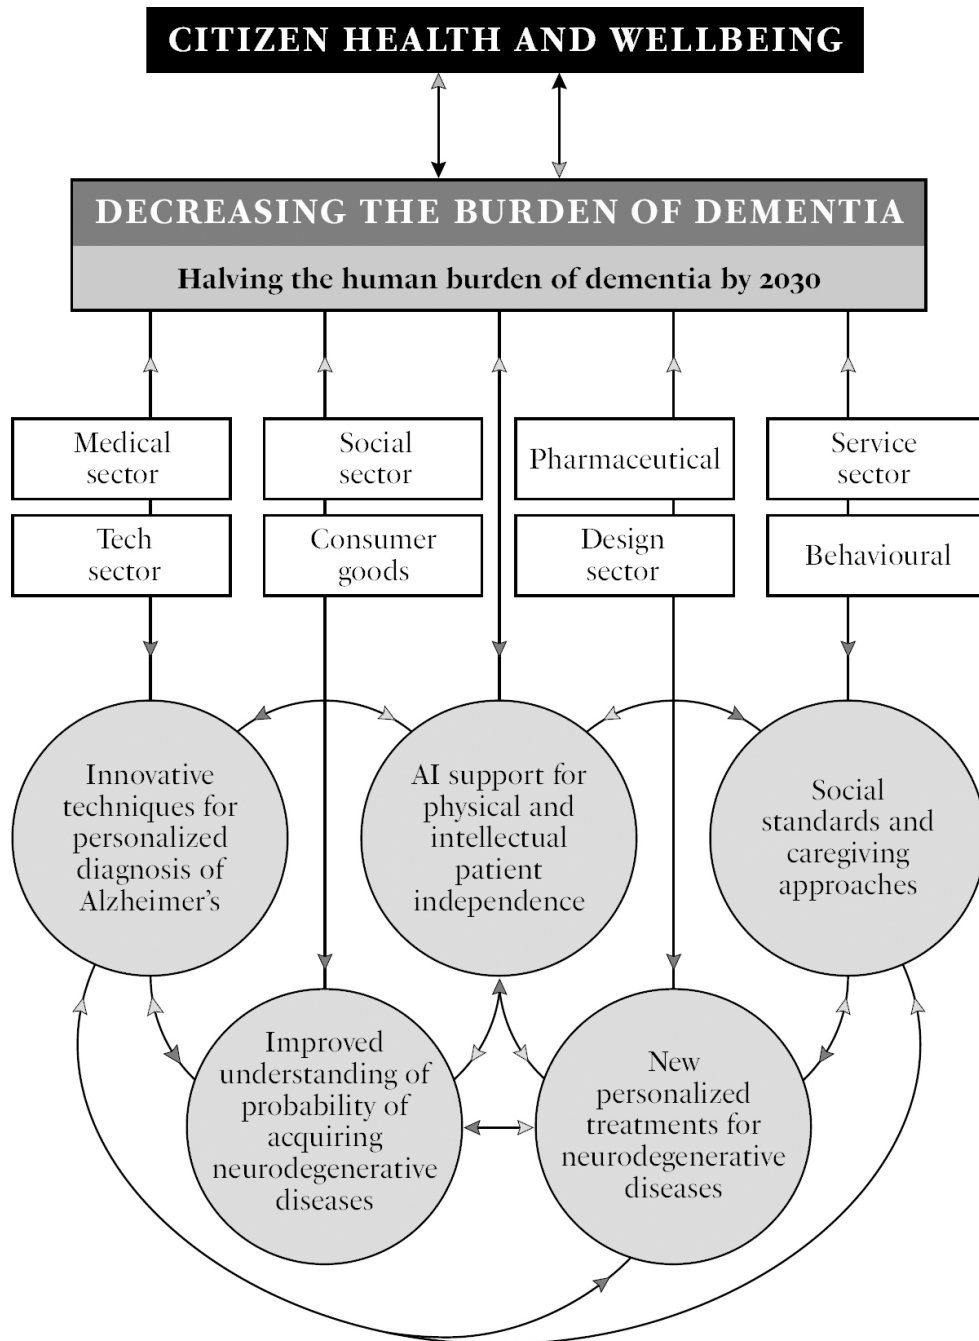 CITIZEN HEALTH AND WELLBEING
DECREASING THE BURDEN OF DEMENTIA
Halving the human burden of dementia by 2030
Medical
sector
Social
sector
Pharmaceutical
Service
sector
Tech
sector
Consumer
goods
Design
sector
Behavioural
Innovative
techniques for
personalized
diagnosis of
Alzheimer's
AI support for
physical and
intellectual
patient
independence
Social
standards and
caregiving
approaches
Improved
understanding of
probability of
acquiring
neurodegenerative
diseases
New
personalized
treatments for
neurodegenerative
diseases